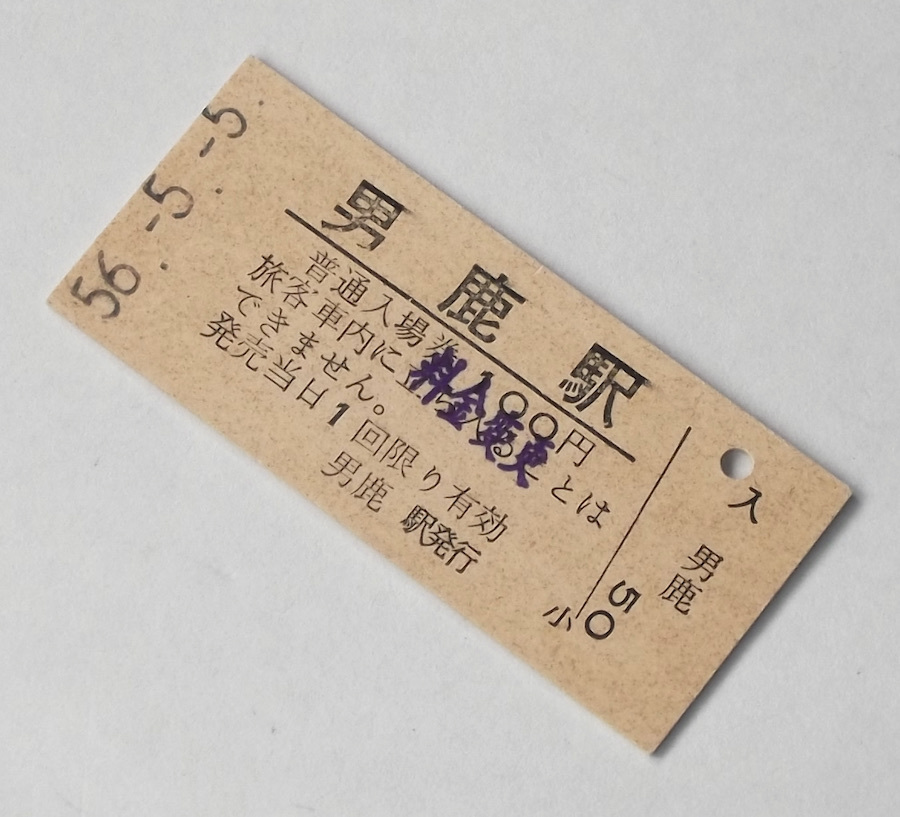 56.-5.-5
男鹿駅
普通入場券 100円
料金変更
旅客車内に立ち入ることは
できません。
発売当日1回限り有効
男鹿駅発行
小
入
男鹿
50